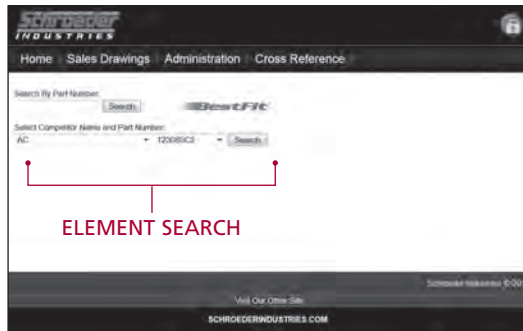 Schroeder
INDUSTRIES
Home Sales Drawings Administration Cross Reference
Search By Part Number:
Search
BestFit
Select Competitor Name and Part Number:
AC Search
ELEMENT SEARCH
Visit Our Other Site
SCHROEDERINDUSTRIES.COM